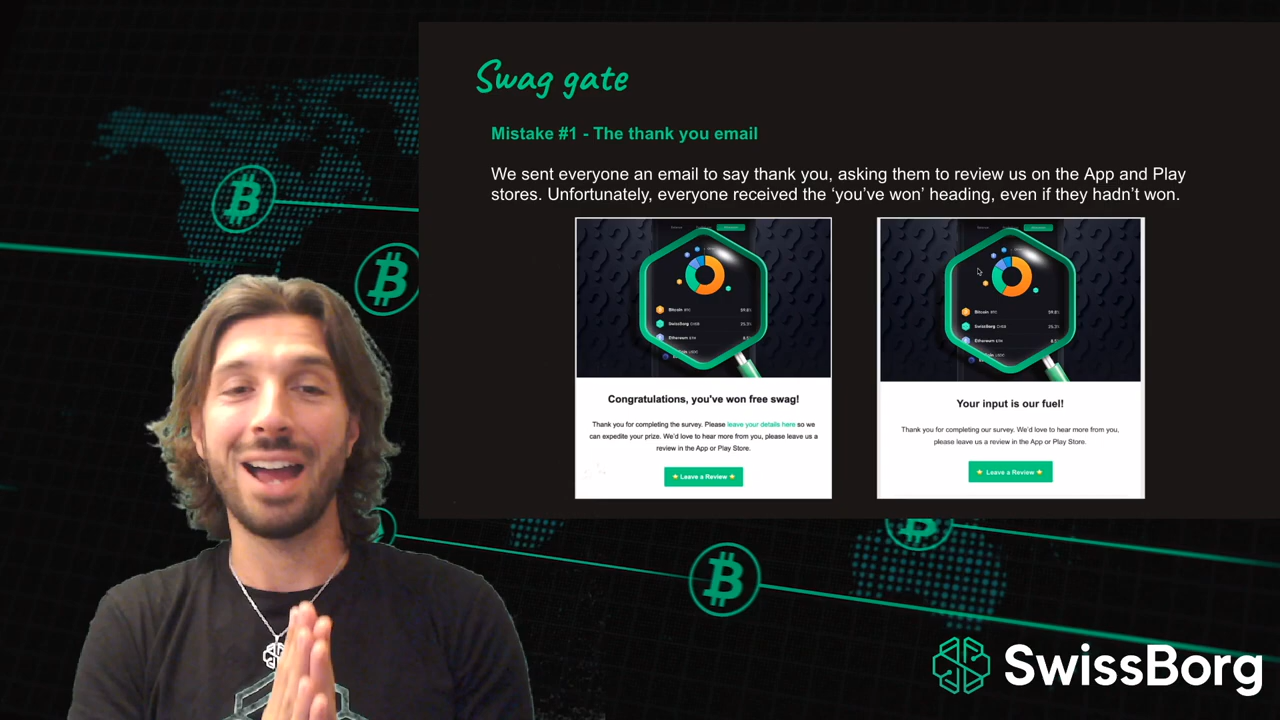 Swag gate
Mistake #1 - The thank you email
We sent everyone an email to say thank you, asking them to review us on the App and Play
stores. Unfortunately, everyone received the ‘you’ve won’ heading, even if they hadn’t won.
Bitcoin
SwissBorg
Ethereum
Congratulations, you've won free swag!
Thank you for completing the survey. Please leave your details here so we
can expedite your prize. We'd love to hear more from you, please leave us a
review in the App or Play Store.
Leave a Review
Bitcoin
SwissBorg
Ethereum
Your input is our fuel!
Thank you for completing our survey. We'd love to hear more from you,
please leave us a review in the App or Play Store.
Leave a Review
SwissBorg